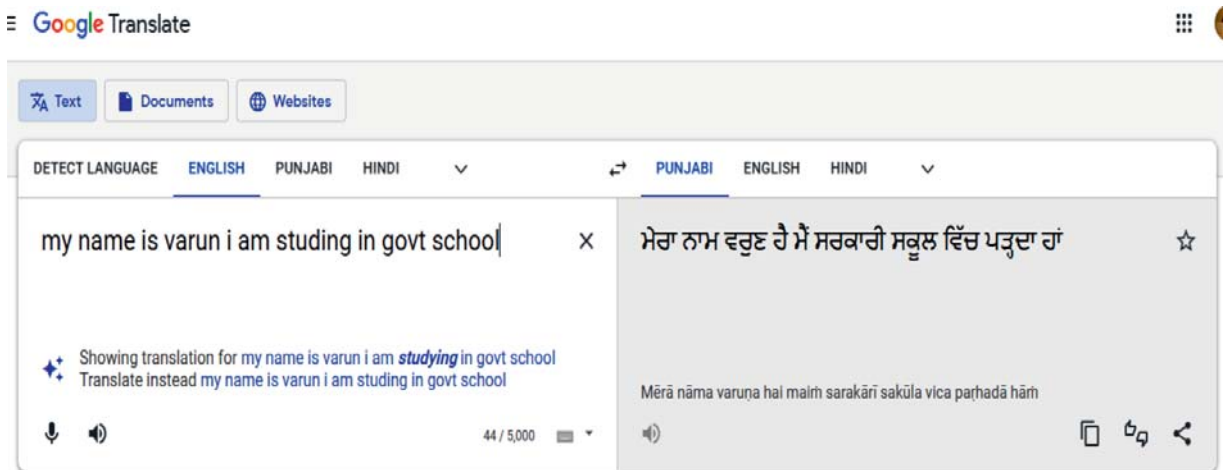 Google Translate
Text Documents Websites
DETECT LANGUAGE ENGLISH PUNJABI HINDI PUNJABI ENGLISH HINDI
my name is varun i am studing in govt school
ਮੇਰਾ ਨਾਮ ਵਰੁਣ ਹੈ ਮੈਂ ਸਰਕਾਰੀ ਸਕੂਲ ਵਿੱਚ ਪੜ੍ਹਦਾ ਹਾਂ
Showing translation for my name is varun i am studying in govt school
Translate instead my name is varun i am studing in govt school
Mērā nāma varuṇa hai maiṁ sarakārī sakūla vica paṛhadā hāṁ
44 / 5,000